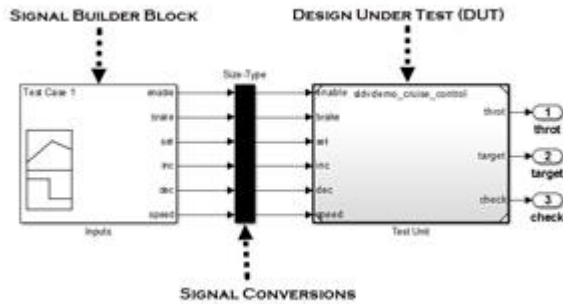 SIGNAL BUILDER BLOCK
DESIGN UNDER TEST (DUT)
Size-Type
Test Case 1
enable
brake
set
inc
dec
speed
Inputs
enable
brake
set
inc
dec
speed
sldvdemo_cruise_control
throt
target
check
Test Unit
1
throt
2
target
3
check
SIGNAL CONVERSIONS